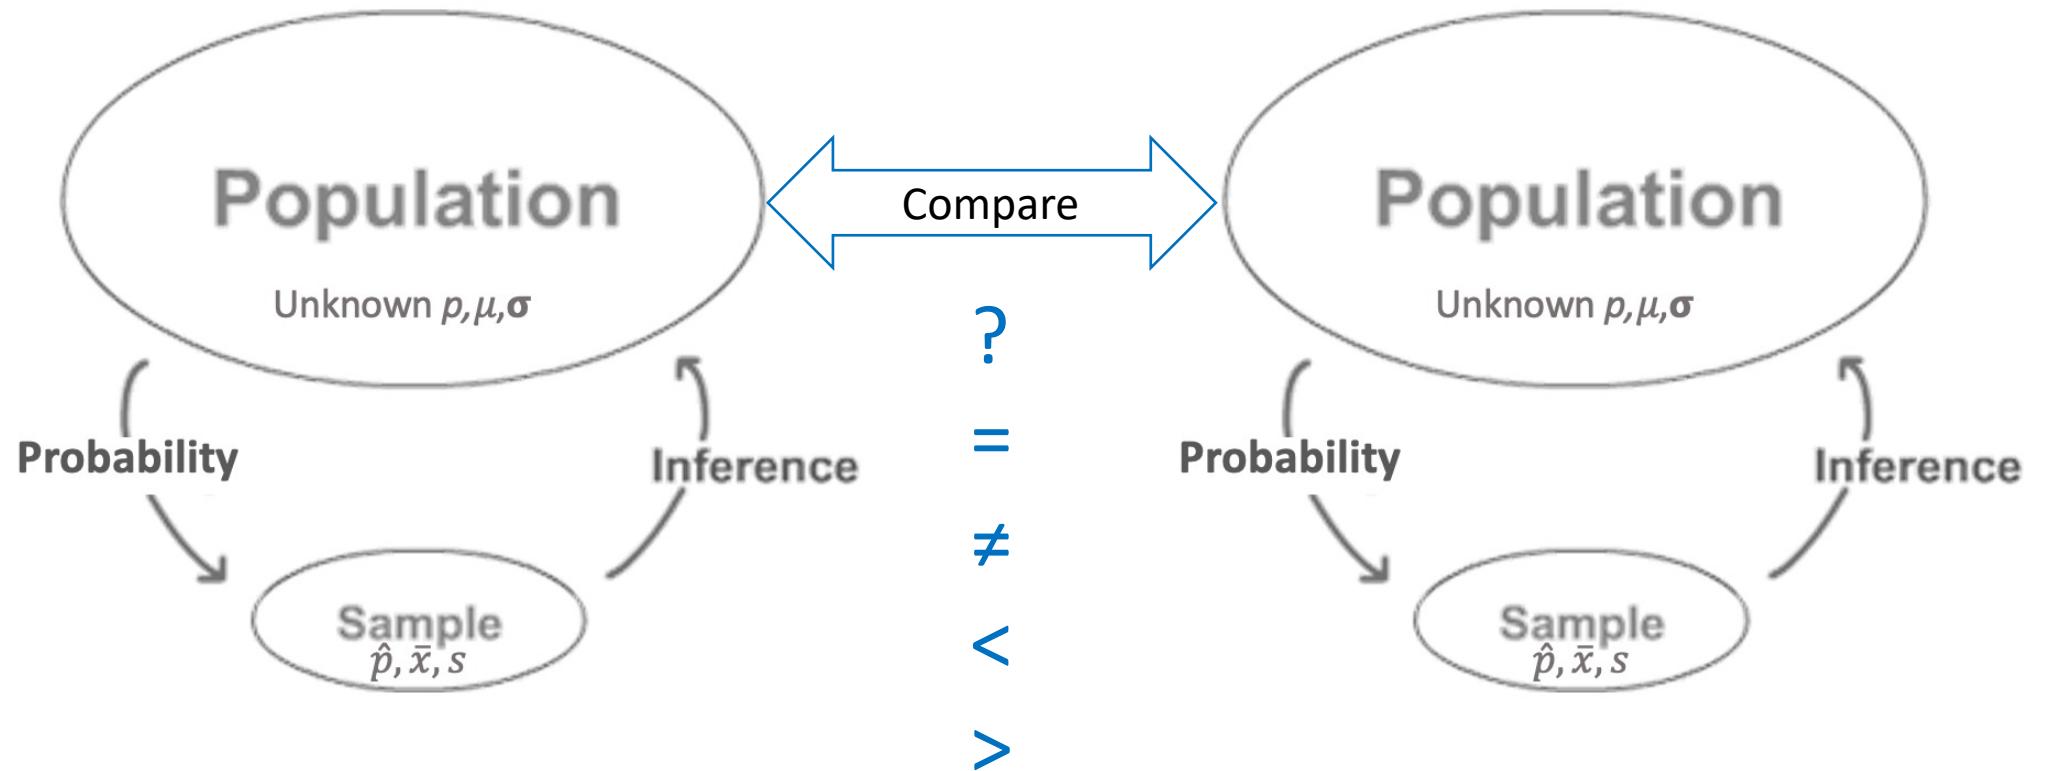 Population
Unknown p,μ,σ
Probability
Inference
Sample
p̂, x̄, s
Compare
?
=
≠
<
>
Population
Unknown p,μ,σ
Probability
Inference
Sample
p̂, x̄, s